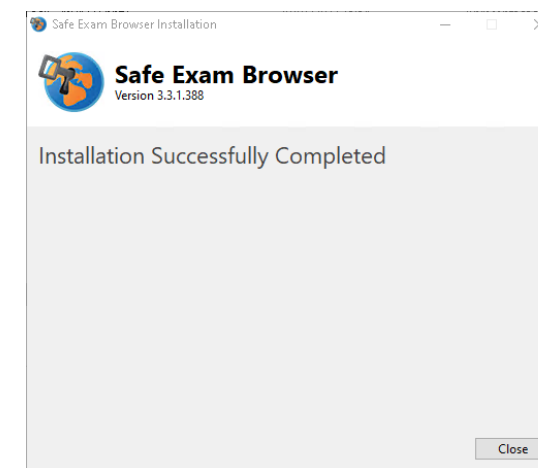 Safe Exam Browser Installation
Safe Exam Browser
Version 3.3.1.388
Installation Successfully Completed
Close